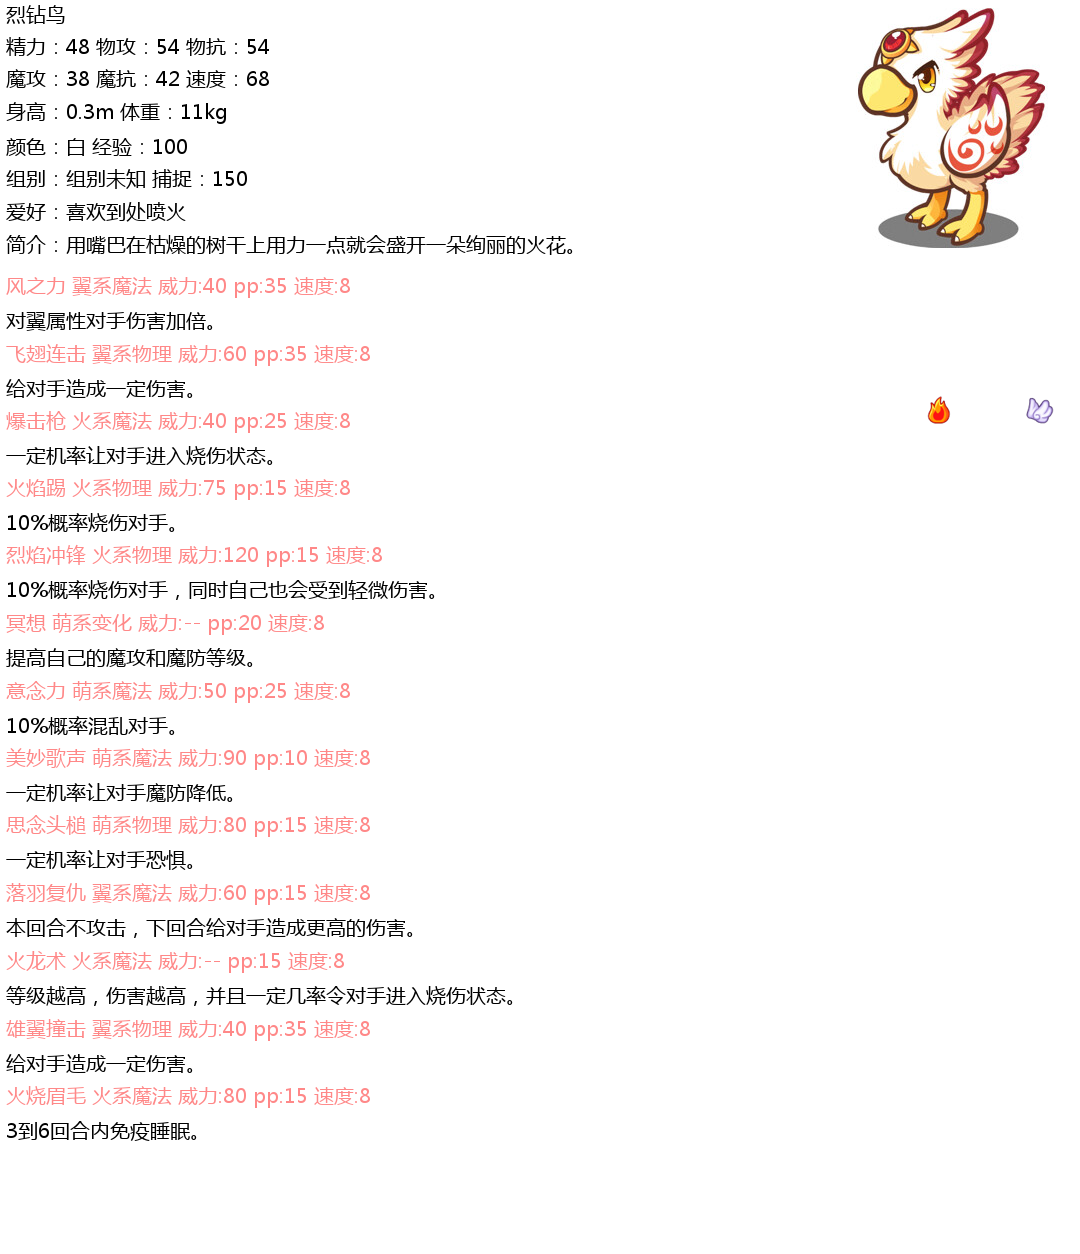 烈钻鸟
精力：48 物攻：54 物抗：54
魔攻：38 魔抗：42 速度：68
身高：0.3m 体重：11kg
颜色：白 经验：100
组别：组别未知 捕捉：150
爱好：喜欢到处喷火
简介：用嘴巴在枯燥的树干上用力一点就会盛开一朵绚丽的火花。
风之力 翼系魔法 威力:40 pp:35 速度:8
对翼属性对手伤害加倍。
飞翅连击 翼系物理 威力:60 pp:35 速度:8
给对手造成一定伤害。
爆击枪 火系魔法 威力:40 pp:25 速度:8
一定机率让对手进入烧伤状态。
火焰踢 火系物理 威力:75 pp:15 速度:8
10%概率烧伤对手。
烈焰冲锋 火系物理 威力:120 pp:15 速度:8
10%概率烧伤对手，同时自己也会受到轻微伤害。
冥想 萌系变化 威力:-- pp:20 速度:8
提高自己的魔攻和魔防等级。
意念力 萌系魔法 威力:50 pp:25 速度:8
10%概率混乱对手。
美妙歌声 萌系魔法 威力:90 pp:10 速度:8
一定机率让对手魔防降低。
思念头槌 萌系物理 威力:80 pp:15 速度:8
一定机率让对手恐惧。
落羽复仇 翼系魔法 威力:60 pp:15 速度:8
本回合不攻击，下回合给对手造成更高的伤害。
火龙术 火系魔法 威力:-- pp:15 速度:8
等级越高，伤害越高，并且一定几率令对手进入烧伤状态。
雄翼撞击 翼系物理 威力:40 pp:35 速度:8
给对手造成一定伤害。
火烧眉毛 火系魔法 威力:80 pp:15 速度:8
3到6回合内免疫睡眠。